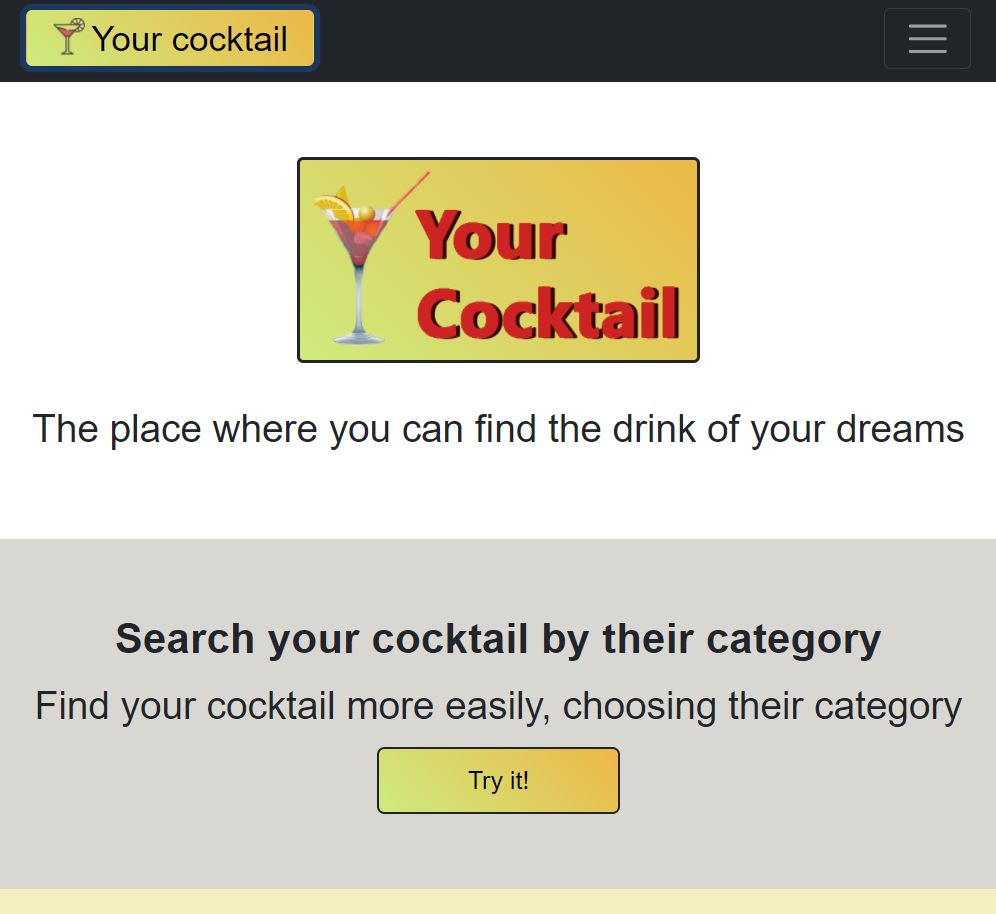 Your cocktail
Your
Cocktail
The place where you can find the drink of your dreams
Search your cocktail by their category
Find your cocktail more easily, choosing their category
Try it!